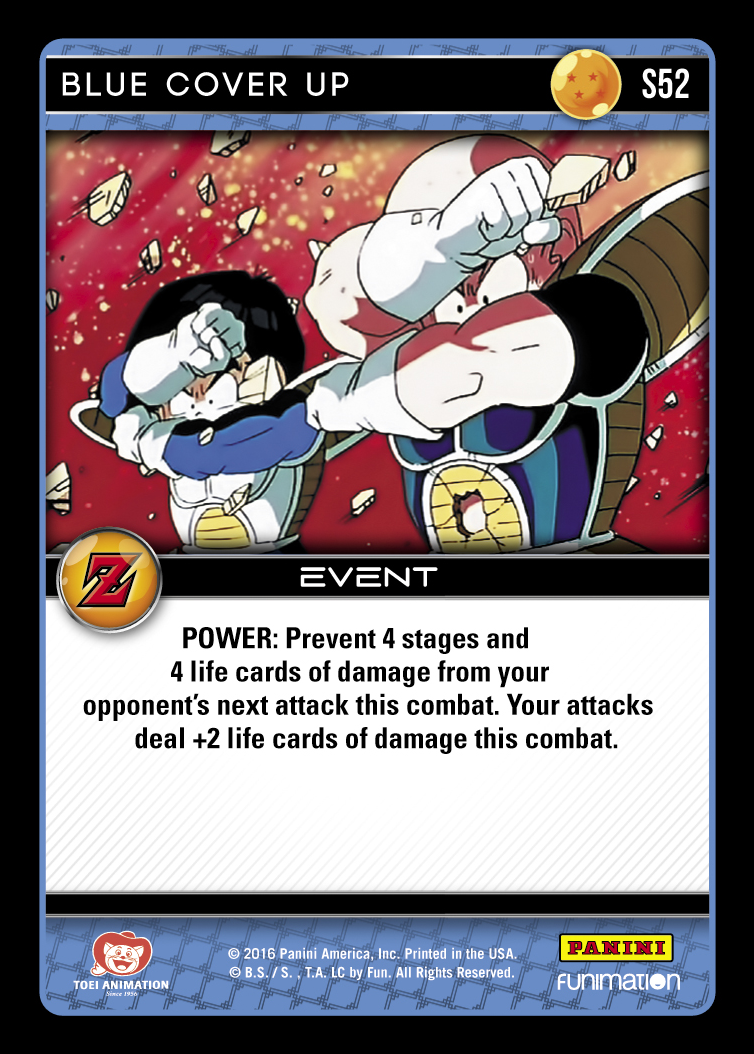 BLUE COVER UP
S52
Z
EVENT
POWER: Prevent 4 stages and
4 life cards of damage from your
opponent's next attack this combat. Your attacks
deal +2 life cards of damage this combat.
TOEI ANIMATION
Since 1956
© 2016 Panini America, Inc. Printed in the USA.
© B.S. / S. , T.A. LC by Fun. All Rights Reserved.
PANINI
FUNIMATION